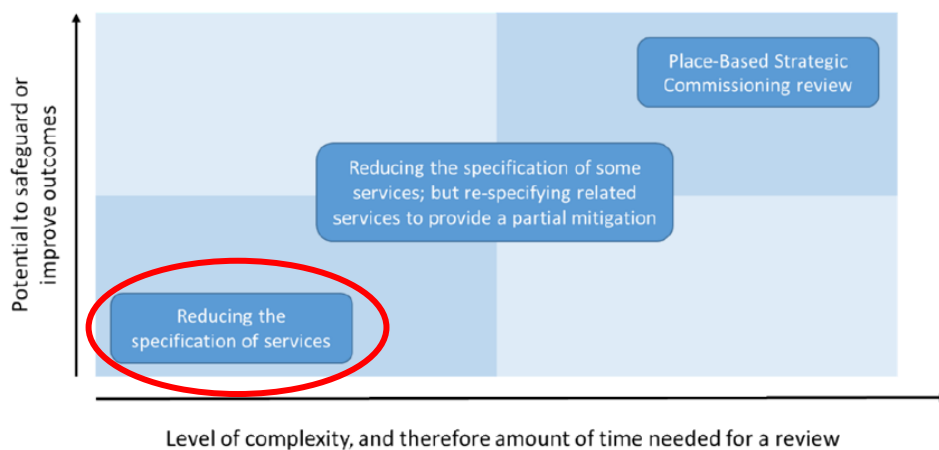 Potential to safeguard or
improve outcomes
Place-Based Strategic
Commissioning review
Reducing the specification of some
services; but re-specifying related
services to provide a partial mitigation
Reducing the
specification of services
Level of complexity, and therefore amount of time needed for a review